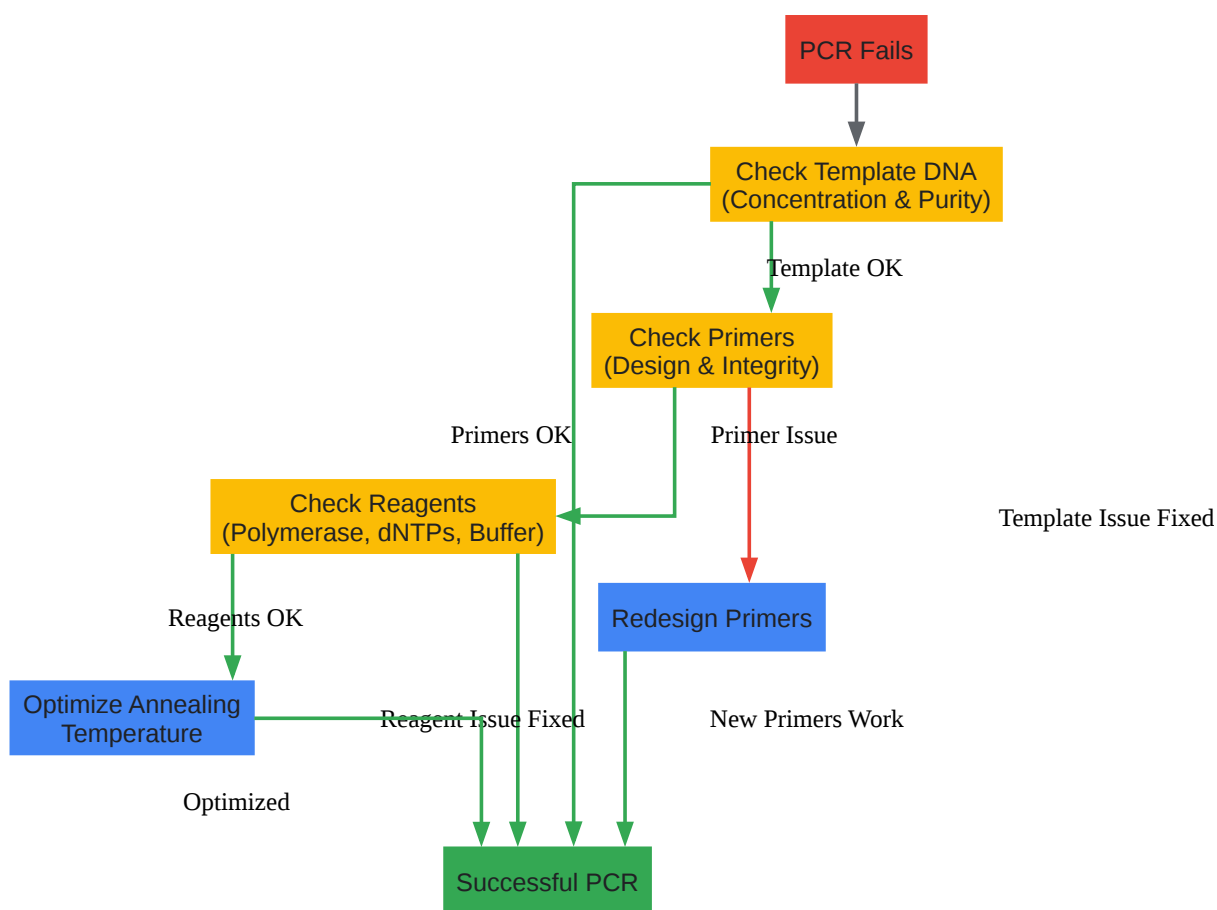 PCR Fails
Check Template DNA
(Concentration & Purity)
Template OK
Check Primers
(Design & Integrity)
Primers OK
Primer Issue
Check Reagents
(Polymerase, dNTPs, Buffer)
Template Issue Fixed
Reagents OK
Redesign Primers
Optimize Annealing
Temperature
Reagent Issue Fixed
New Primers Work
Optimized
Successful PCR